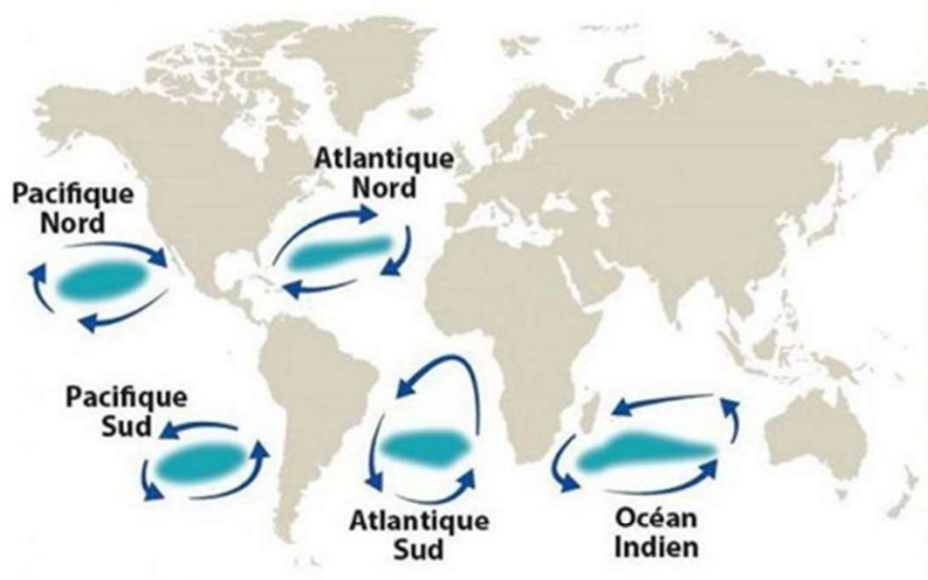 Atlantique
Nord
Pacifique
Nord
Pacifique
Sud
Atlantique
Sud
Océan
Indien